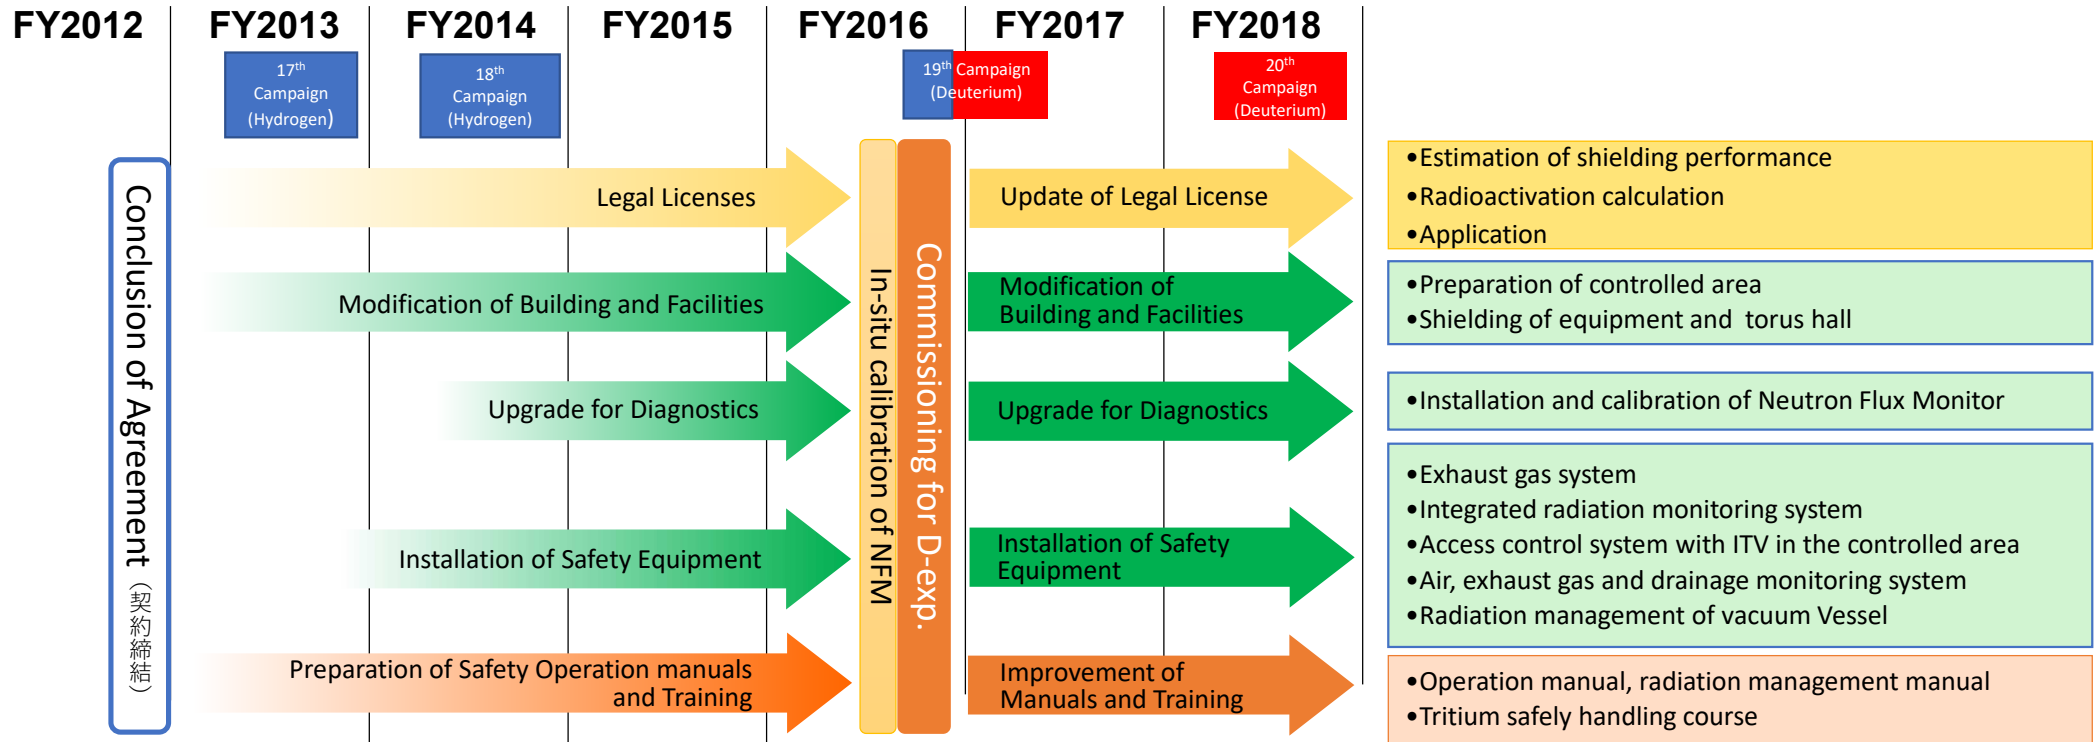 FY2012 FY2013 FY2014 FY2015 FY2016 FY2017 FY2018
17th
Campaign
(Hydrogen)
18th
Campaign
(Hydrogen)
19th Campaign
(Deuterium)
20th
Campaign
(Deuterium)
Conclusion of Agreement (契約締結)
Legal Licenses
Modification of Building and Facilities
Upgrade for Diagnostics
Installation of Safety Equipment
Preparation of Safety Operation manuals
and Training
In-situ calibration of NFM
Commissioning for D-exp.
Update of Legal License
Modification of
Building and Facilities
Upgrade for Diagnostics
Installation of Safety
Equipment
Improvement of
Manuals and Training
•Estimation of shielding performance
•Radioactivation calculation
•Application
•Preparation of controlled area
•Shielding of equipment and torus hall
•Installation and calibration of Neutron Flux Monitor
•Exhaust gas system
•Integrated radiation monitoring system
•Access control system with ITV in the controlled area
•Air, exhaust gas and drainage monitoring system
•Radiation management of vacuum Vessel
•Operation manual, radiation management manual
•Tritium safely handling course